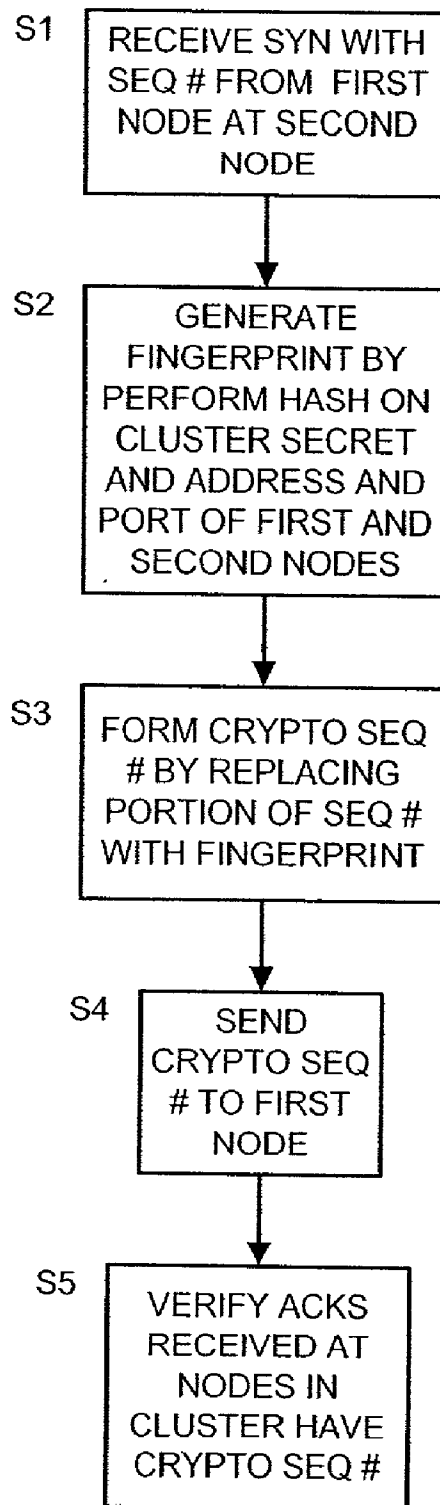 S1
RECEIVE SYN WITH
SEQ # FROM FIRST
NODE AT SECOND
NODE
S2
GENERATE
FINGERPRINT BY
PERFORM HASH ON
CLUSTER SECRET
AND ADDRESS AND
PORT OF FIRST AND
SECOND NODES
S3
FORM CRYPTO SEQ
# BY REPLACING
PORTION OF SEQ #
WITH FINGERPRINT
S4
SEND
CRYPTO SEQ
# TO FIRST
NODE
S5
VERIFY ACKS
RECEIVED AT
NODES IN
CLUSTER HAVE
CRYPTO SEQ #